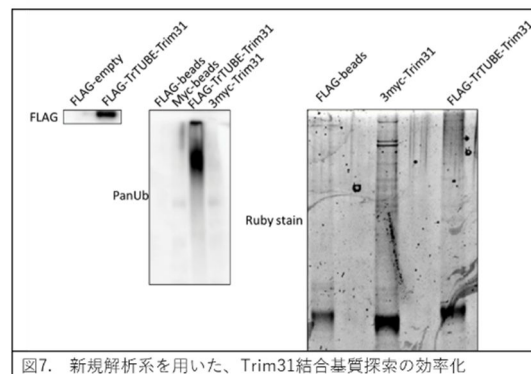 FLAG-empty
FLAG-TrTUBE-Trim31
FLAG
FLAG-beads
Myc-beads
FLAG-TrTUBE-Trim31
3myc-Trim31
PanUb
FLAG-beads
3myc-Trim31
FLAG-TrTUBE-Trim31
Ruby stain
図7. 新規解析系を用いた、Trim31結合基質探索の効率化